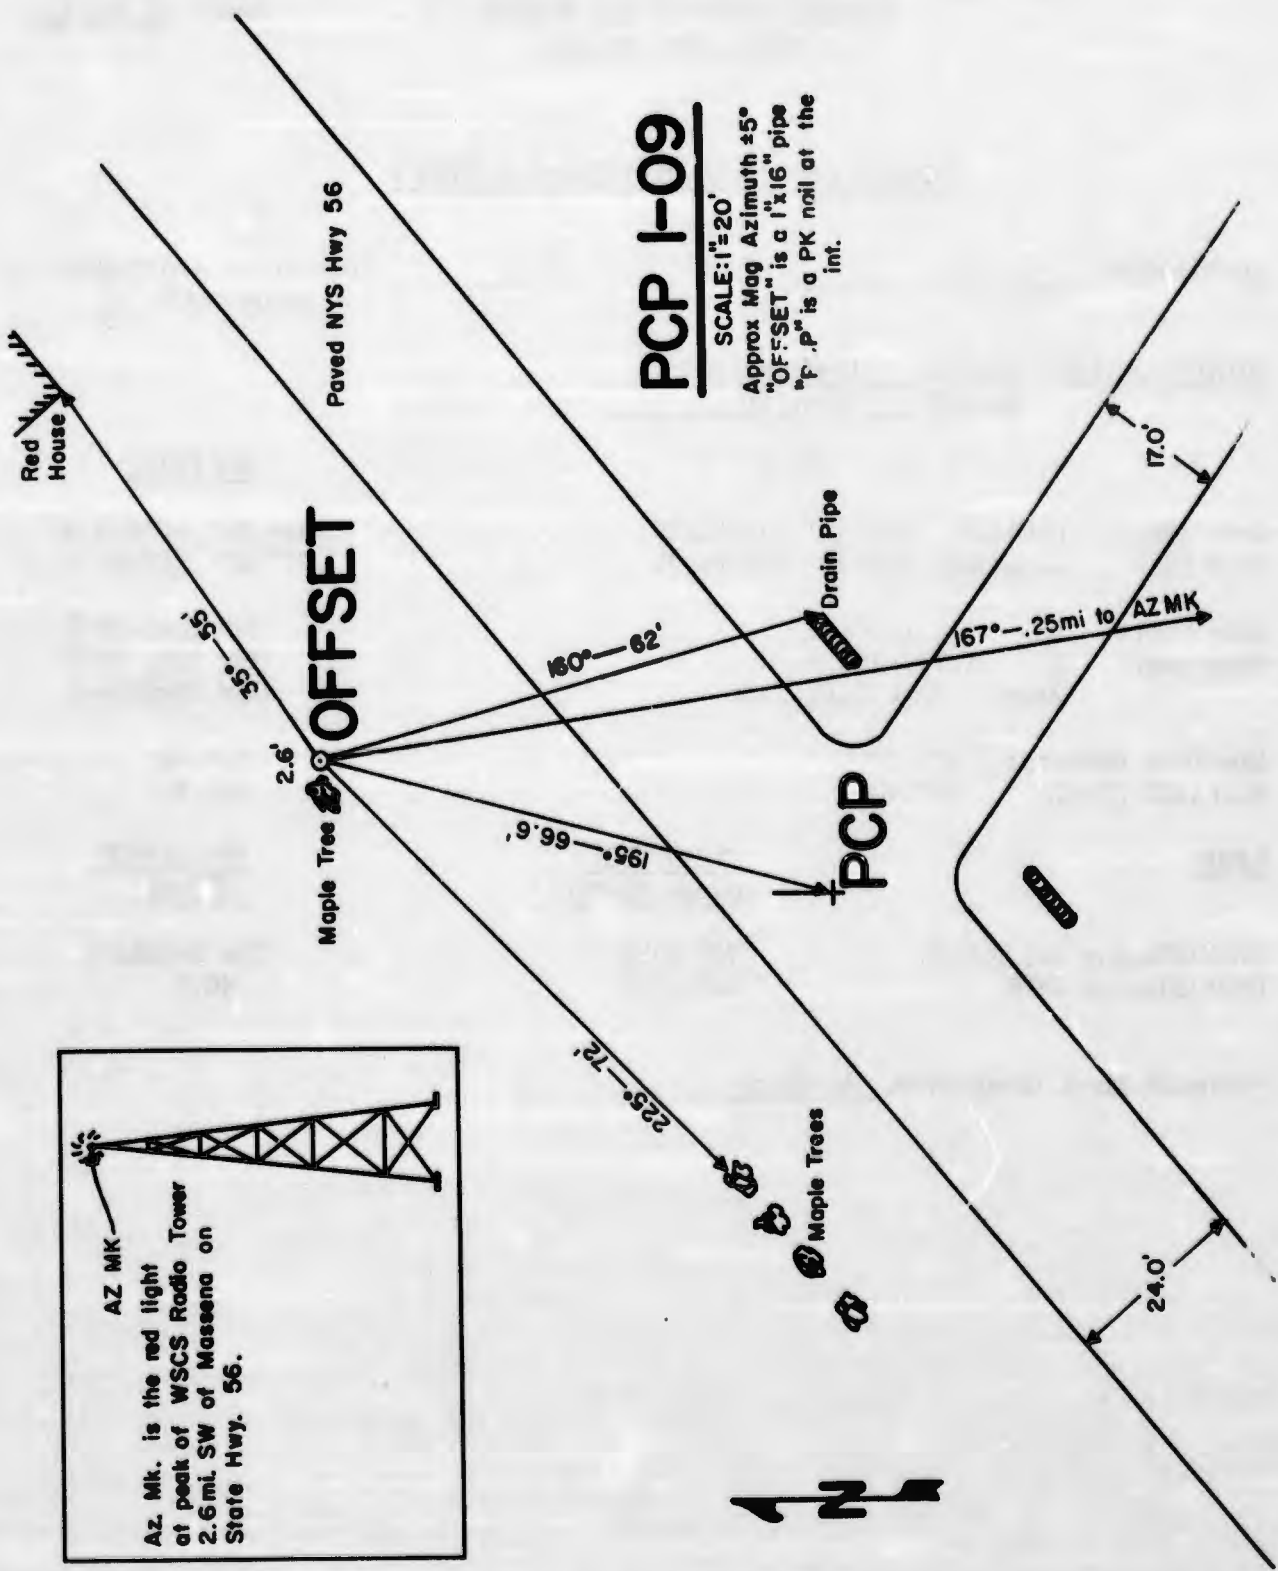 AZ MK
Az. Mk. is the red light
at peak of WSCS Radio Tower
2.6 mi. SW of Massena on
State Hwy. 56.
Red
House
35°—55'
2.6'
OFFSET
Maple Tree
Paved NYS Hwy 56
225°—72'
195°—66.6'
160°—62'
167°—.25mi to AZ MK
Maple Trees
Drain Pipe
PCP
24.0'
17.0'
N
PCP 1-09
SCALE:1"=20'
Approx Mag Azimuth ±5°
"OFFSET" is a 1"x16" pipe
is a PK nail at the
int.